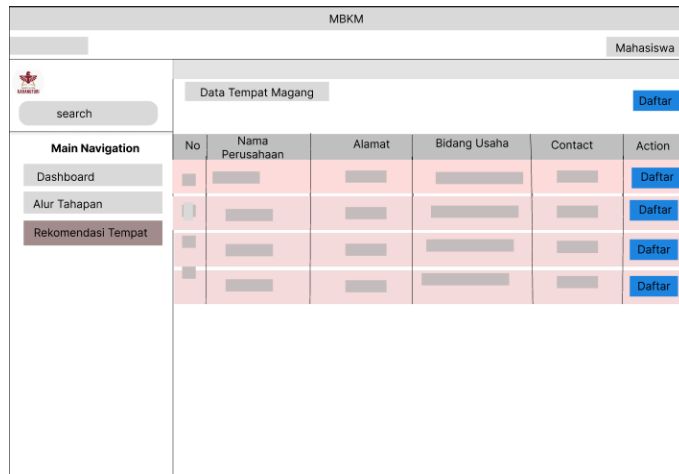 MBKM
Mahasiswa
search
Main Navigation
Dashboard
Alur Tahapan
Rekomendasi Tempat
Data Tempat Magang
Daftar
No
Nama
Perusahaan
Alamat
Bidang Usaha
Contact
Action
Daftar
Daftar
Daftar
Daftar